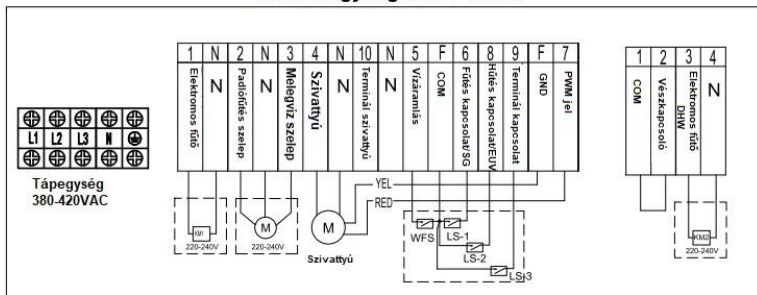 1 N 2 N 3 4 N 10 N 5 F 6 8 9 F 7
Elektromos fűtő
N
Padlófűtés szelep
N
Melegvíz szelep
Szivattyú
N
Terminál szivattyú
N
Vízáramlás
COM
Fűtés kapcsolat/SG
Hűtés kapcsolat/EUV
Terminál kapcsolat
GND
PWM jel
1 2 3 4
COM
Vészkapcsoló
Elektromos fűtő
DHW
N
L1 L2 L3 N
Tápegység
380-420VAC
YEL
RED
KM1
220-240V
M
220-240V
M
Szivattyú
WFS
LS-1
LS-2
LS-3
KM2
220-240V